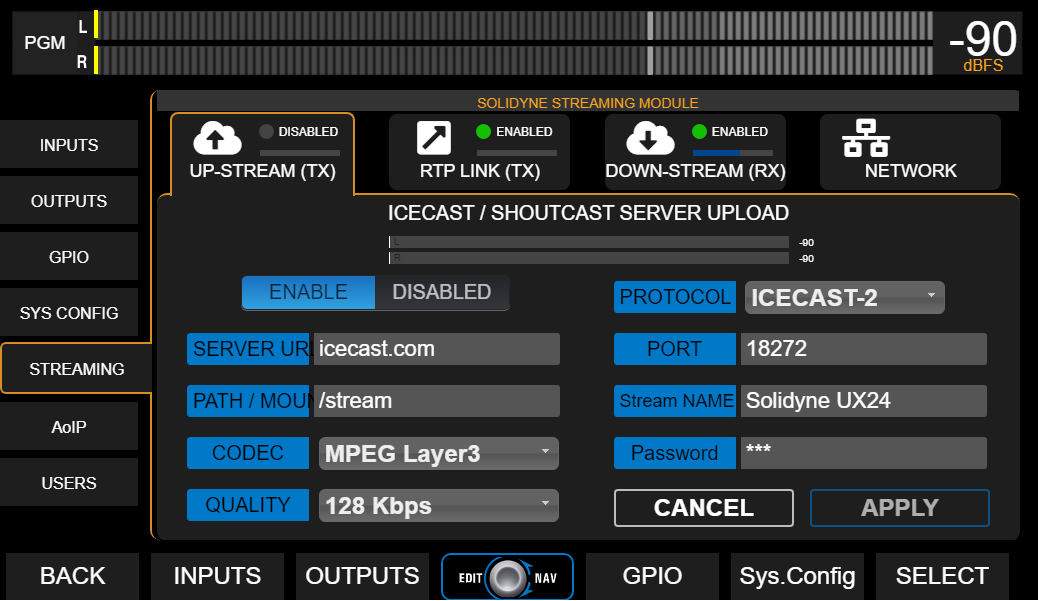 PGM
L
R
-90
dBFS
SOLIDYNE STREAMING MODULE
DISABLED
UP-STREAM (TX)
ENABLED
RTP LINK (TX)
ENABLED
DOWN-STREAM (RX)
NETWORK
INPUTS
OUTPUTS
GPIO
SYS CONFIG
STREAMING
AoIP
USERS
ICECAST / SHOUTCAST SERVER UPLOAD
L -90
R -90
ENABLE DISABLED
PROTOCOL ICECAST-2
SERVER UR icecast.com
PORT 18272
PATH / MOUN /stream
Stream NAME Solidyne UX24
CODEC MPEG Layer3
Password ***
QUALITY 128 Kbps
CANCEL APPLY
BACK INPUTS OUTPUTS EDIT NAV GPIO Sys.Config SELECT